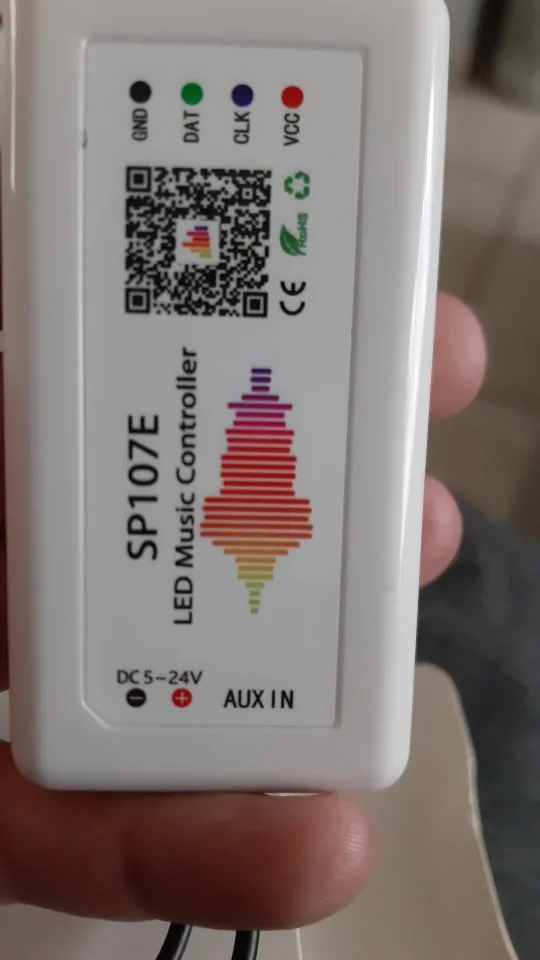 GND
DAT
CLK
VCC
RoHS
CE
SP107E
LED Music Controller
DC 5~24V
AUX IN